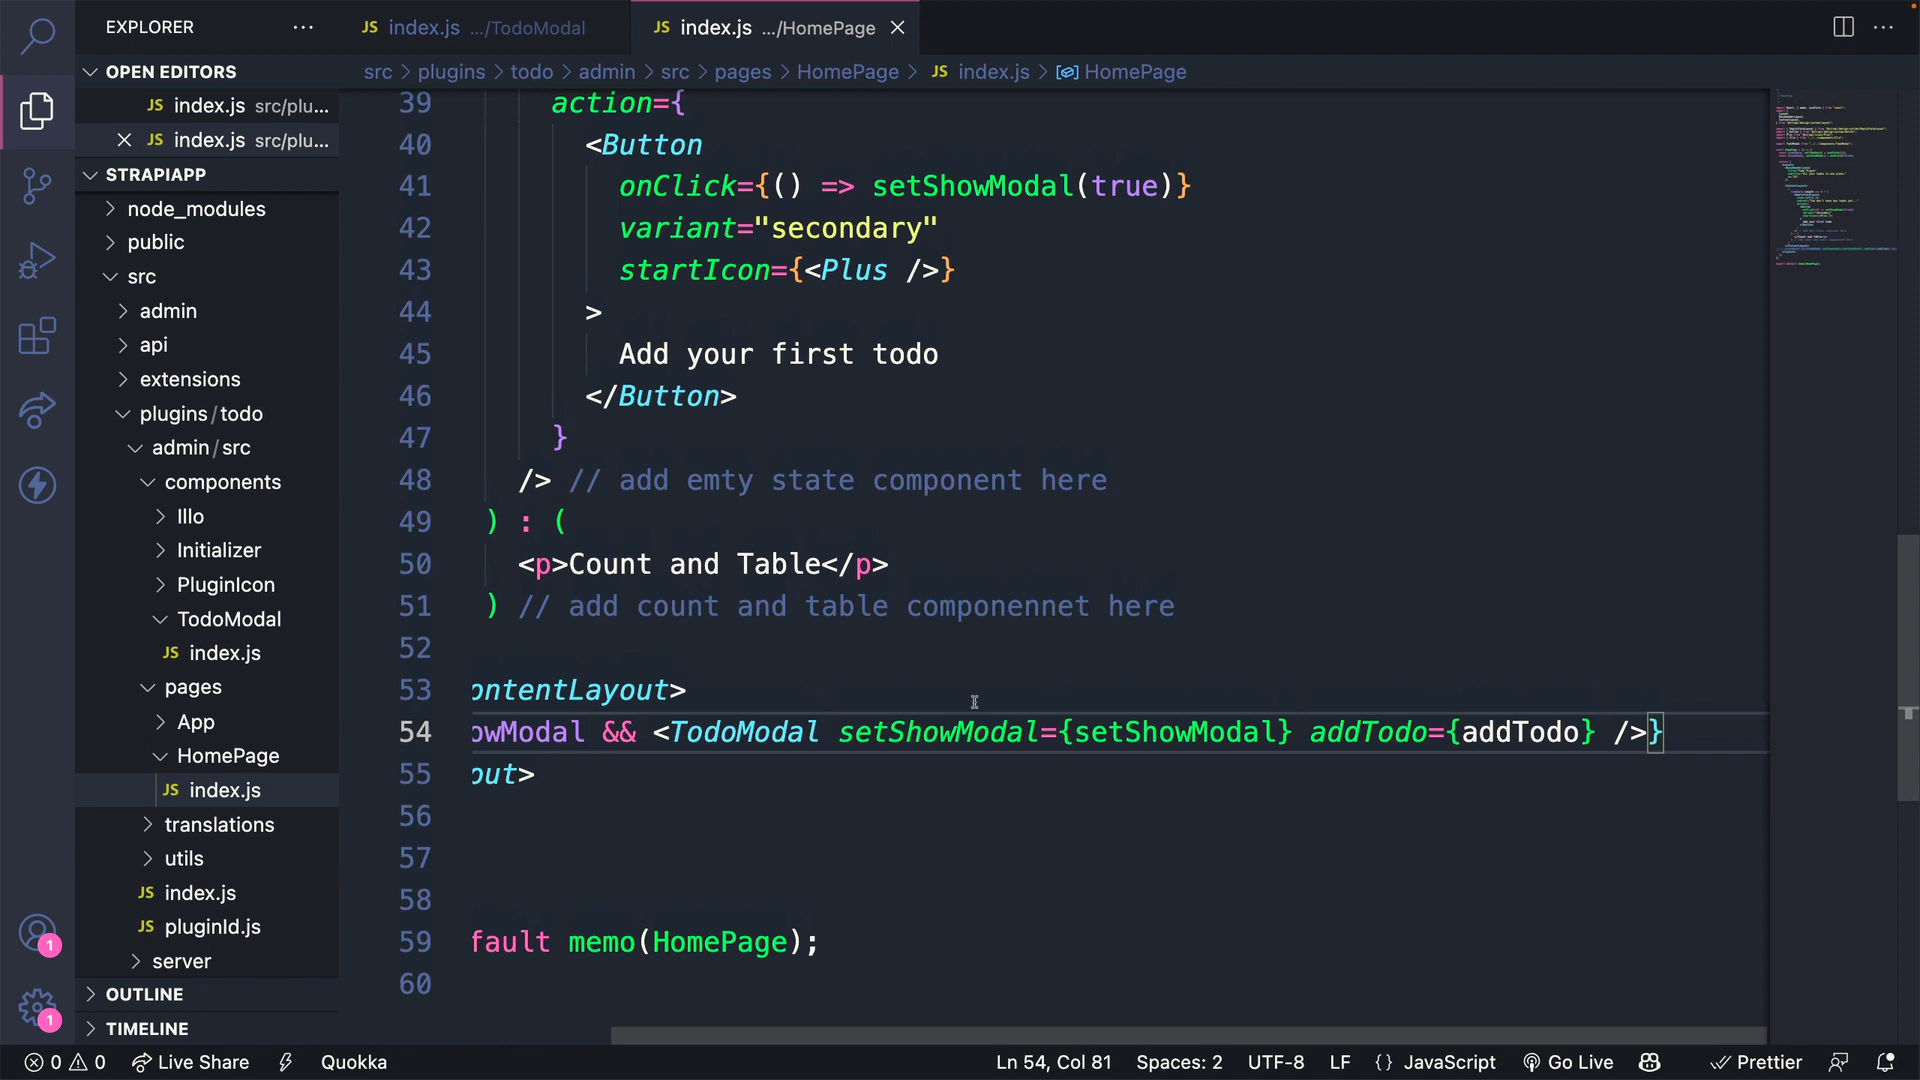 EXPLORER
JS index.js .../TodoModal
JS index.js .../HomePage
OPEN EDITORS
JS index.js src/plu...
JS index.js src/plu...
STRAPIAPP
node_modules
public
src
admin
api
extensions
plugins/todo
admin/src
components
Illo
Initializer
PluginIcon
TodoModal
JS index.js
pages
App
HomePage
JS index.js
translations
utils
JS index.js
JS pluginId.js
server
OUTLINE
TIMELINE
src > plugins > todo > admin > src > pages > HomePage > JS index.js > HomePage
39 action={
40 <Button
41 onClick={() => setShowModal(true)}
42 variant="secondary"
43 startIcon={<Plus />}
44 >
45 Add your first todo
46 </Button>
47 }
48 /> // add emty state component here
49 ) : (
50 <p>Count and Table</p>
51 ) // add count and table componennet here
52
53 ontentLayout>
54 owModal && <TodoModal setShowModal={setShowModal} addTodo={addTodo} />}
55 out>
56
57
58
59 fault memo(HomePage);
60
1
1
0 0 Live Share Quokka Ln 54, Col 81 Spaces: 2 UTF-8 LF {} JavaScript Go Live Prettier